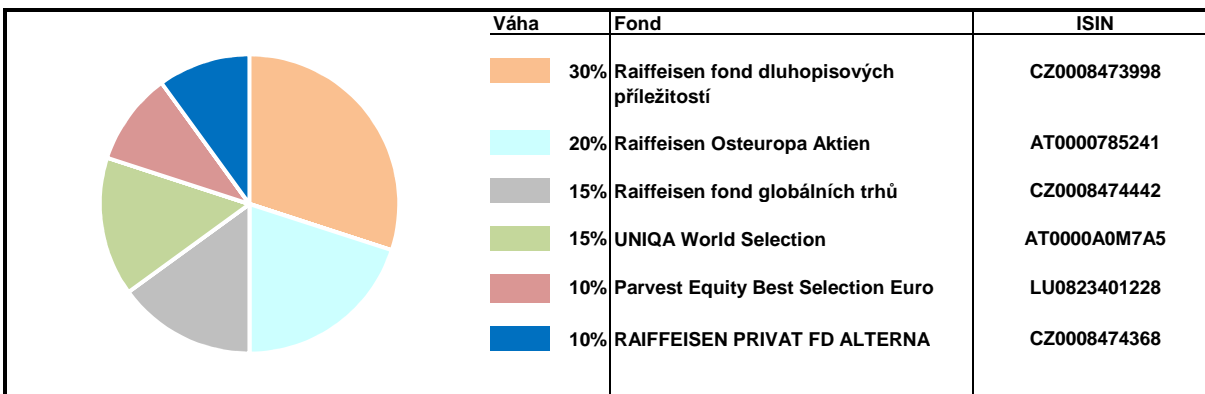 Váha Fond ISIN
30% Raiffeisen fond dluhopisových CZ0008473998
příležitostí
20% Raiffeisen Osteuropa Aktien AT0000785241
15% Raiffeisen fond globálních trhů CZ0008474442
15% UNIQA World Selection AT0000A0M7A5
10% Parvest Equity Best Selection Euro LU0823401228
10% RAIFFEISEN PRIVAT FD ALTERNA CZ0008474368